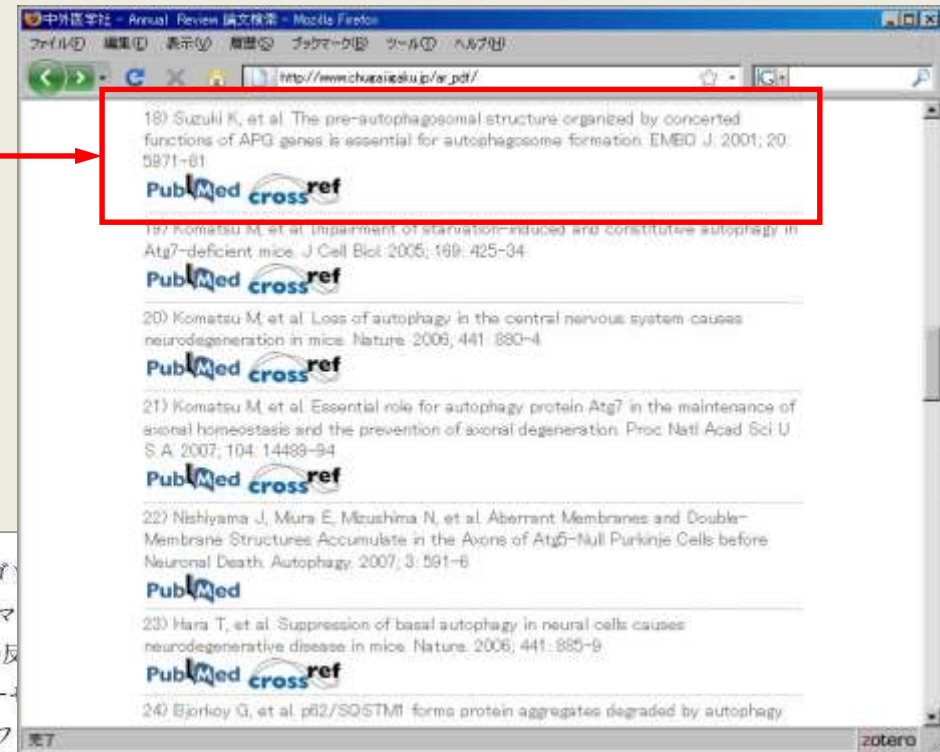 中外医学社 - Annual Review 論文検索 - Mozilla Firefox
ファイル(F) 編集(E) 表示(V) 履歴(S) ブックマーク(B) ツール(T) ヘルプ(H)
http://www.chugaiigaku.jp/ar_pdf/
18) Suzuki K, et al. The pre-autophagosomal structure organized by concerted
functions of APG genes is essential for autophagosome formation. EMBO J. 2001; 20:
5971-81
PubMed crossref
19) Komatsu M, et al. Impairment of starvation-induced and constitutive autophagy in
Atg7-deficient mice. J Cell Biol. 2005; 169: 425-34
PubMed crossref
20) Komatsu M, et al. Loss of autophagy in the central nervous system causes
neurodegeneration in mice. Nature. 2006; 441: 880-4
PubMed crossref
21) Komatsu M, et al. Essential role for autophagy protein Atg7 in the maintenance of
axonal homeostasis and the prevention of axonal degeneration. Proc Natl Acad Sci U
S A. 2007; 104: 14489-94
PubMed crossref
22) Nishiyama J, Miura E, Mizushima N, et al. Aberrant Membranes and Double-
Membrane Structures Accumulate in the Axons of Atg5-Null Purkinje Cells before
Neuronal Death. Autophagy. 2007; 3: 591-6
PubMed
23) Hara T, et al. Suppression of basal autophagy in neural cells causes
neurodegenerative disease in mice. Nature. 2006; 441: 885-9
PubMed crossref
24) Bjorkoy G, et al. p62/SQSTM1 forms protein aggregates degraded by autophagy
マ
反
フ
完了
zotero